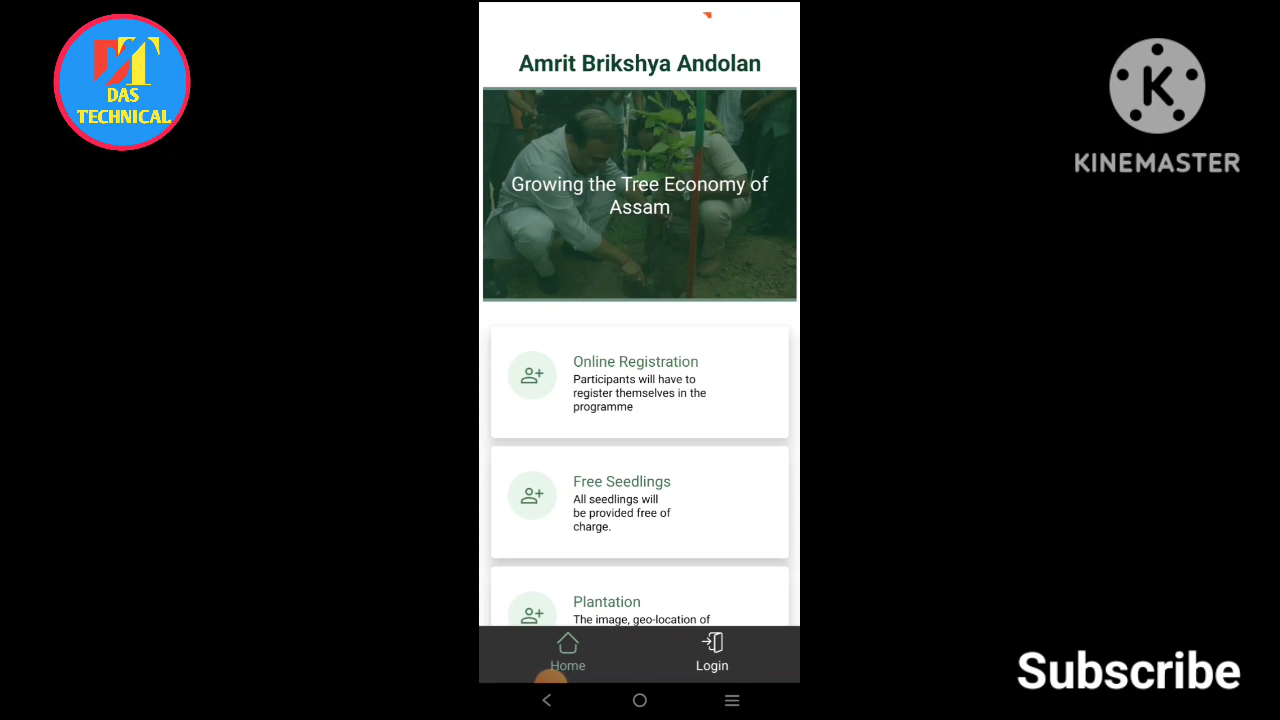 DAS
TECHNICAL
KINEMASTER
Amrit Brikshya Andolan
Growing the Tree Economy of
Assam
Online Registration
Participants will have to
register themselves in the
programme
Free Seedlings
All seedlings will
be provided free of
charge.
Plantation
The image, geo-location of
Home
Login
Subscribe